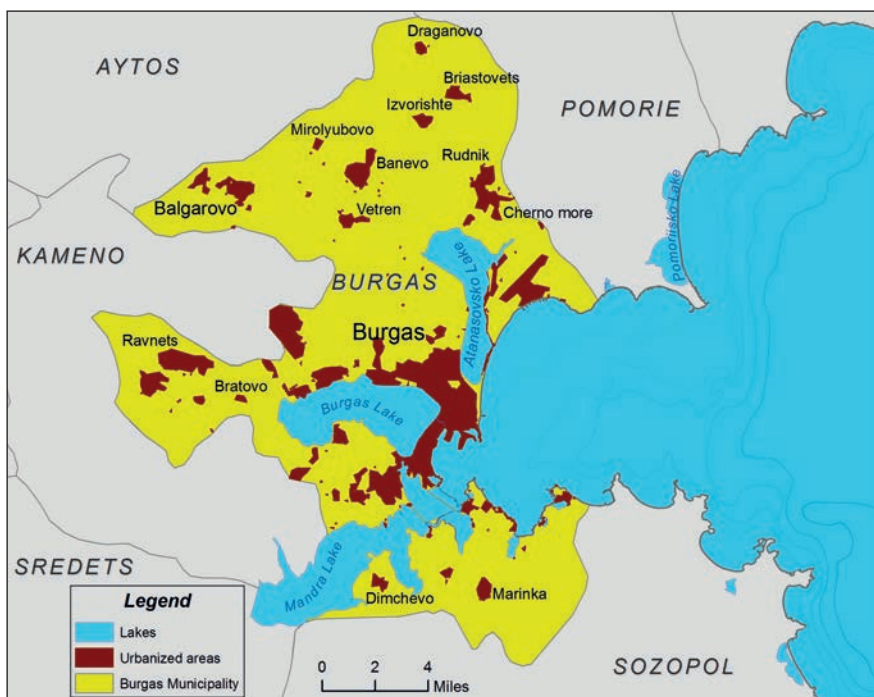 Draganovo
AYTOS
Briastovets
Izvorishte
POMORIE
Mirolyubovo
Banevo
Rudnik
Balgarovo
Vetren
Cherno more
Pomoriisko Lake
KAMENO
BURGAS
Atanasovsko Lake
Burgas
Ravnets
Bratovo
Burgas Lake
SREDETS
Mandra Lake
Dimchevo
Marinka
SOZOPOL
Legend
Lakes
Urbanized areas
Burgas Municipality
0 2 4
Miles